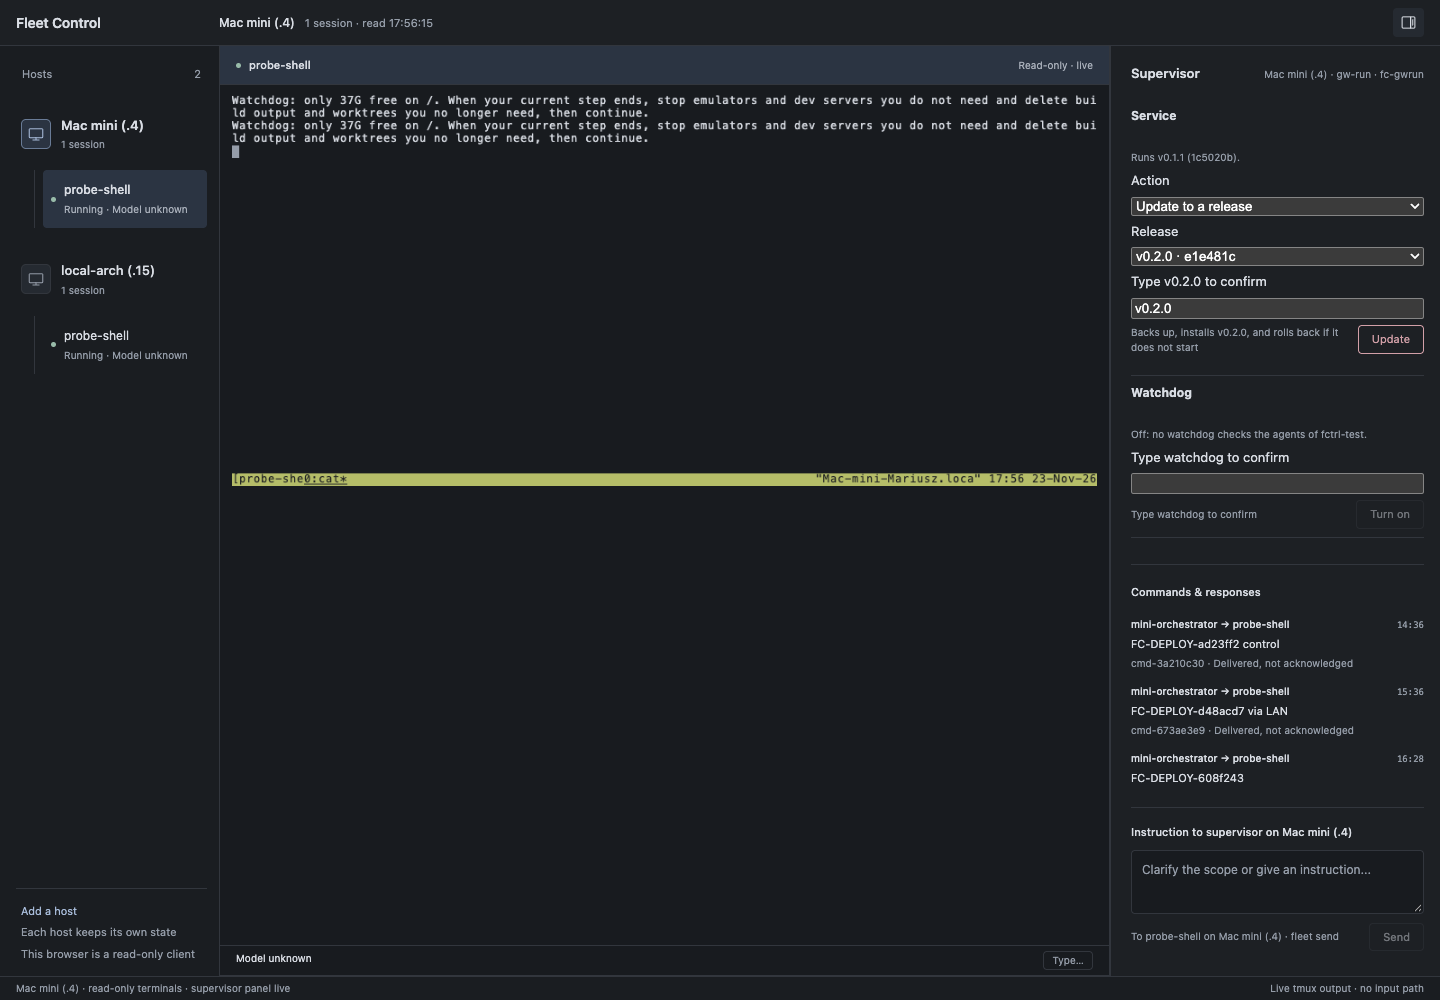 Fleet Control
Mac mini (.4) 1 session · read 17:56:15
Hosts 2
Mac mini (.4)
1 session
probe-shell
Running · Model unknown
local-arch (.15)
1 session
probe-shell
Running · Model unknown
Add a host
Each host keeps its own state
This browser is a read-only client
probe-shell Read-only · live
Watchdog: only 37G free on /. When your current step ends, stop emulators and dev servers you do not need and delete bui
ld output and worktrees you no longer need, then continue.
Watchdog: only 37G free on /. When your current step ends, stop emulators and dev servers you do not need and delete bui
ld output and worktrees you no longer need, then continue.
[probe-she0:cat* "Mac-mini-Mariusz.loca" 17:56 23-Nov-26
Model unknown Type...
Supervisor Mac mini (.4) · gw-run · fc-gwrun
Service
Runs v0.1.1 (1c5020b).
Action
Update to a release
Release
v0.2.0 · e1e481c
Type v0.2.0 to confirm
v0.2.0
Backs up, installs v0.2.0, and rolls back if it
does not start
Update
Watchdog
Off: no watchdog checks the agents of fctrl-test.
Type watchdog to confirm
Type watchdog to confirm Turn on
Commands & responses
mini-orchestrator → probe-shell 14:36
FC-DEPLOY-ad23ff2 control
cmd-3a210c30 · Delivered, not acknowledged
mini-orchestrator → probe-shell 15:36
FC-DEPLOY-d48acd7 via LAN
cmd-673ae3e9 · Delivered, not acknowledged
mini-orchestrator → probe-shell 16:28
FC-DEPLOY-608f243
Instruction to supervisor on Mac mini (.4)
Clarify the scope or give an instruction...
To probe-shell on Mac mini (.4) · fleet send Send
Mac mini (.4) · read-only terminals · supervisor panel live Live tmux output · no input path